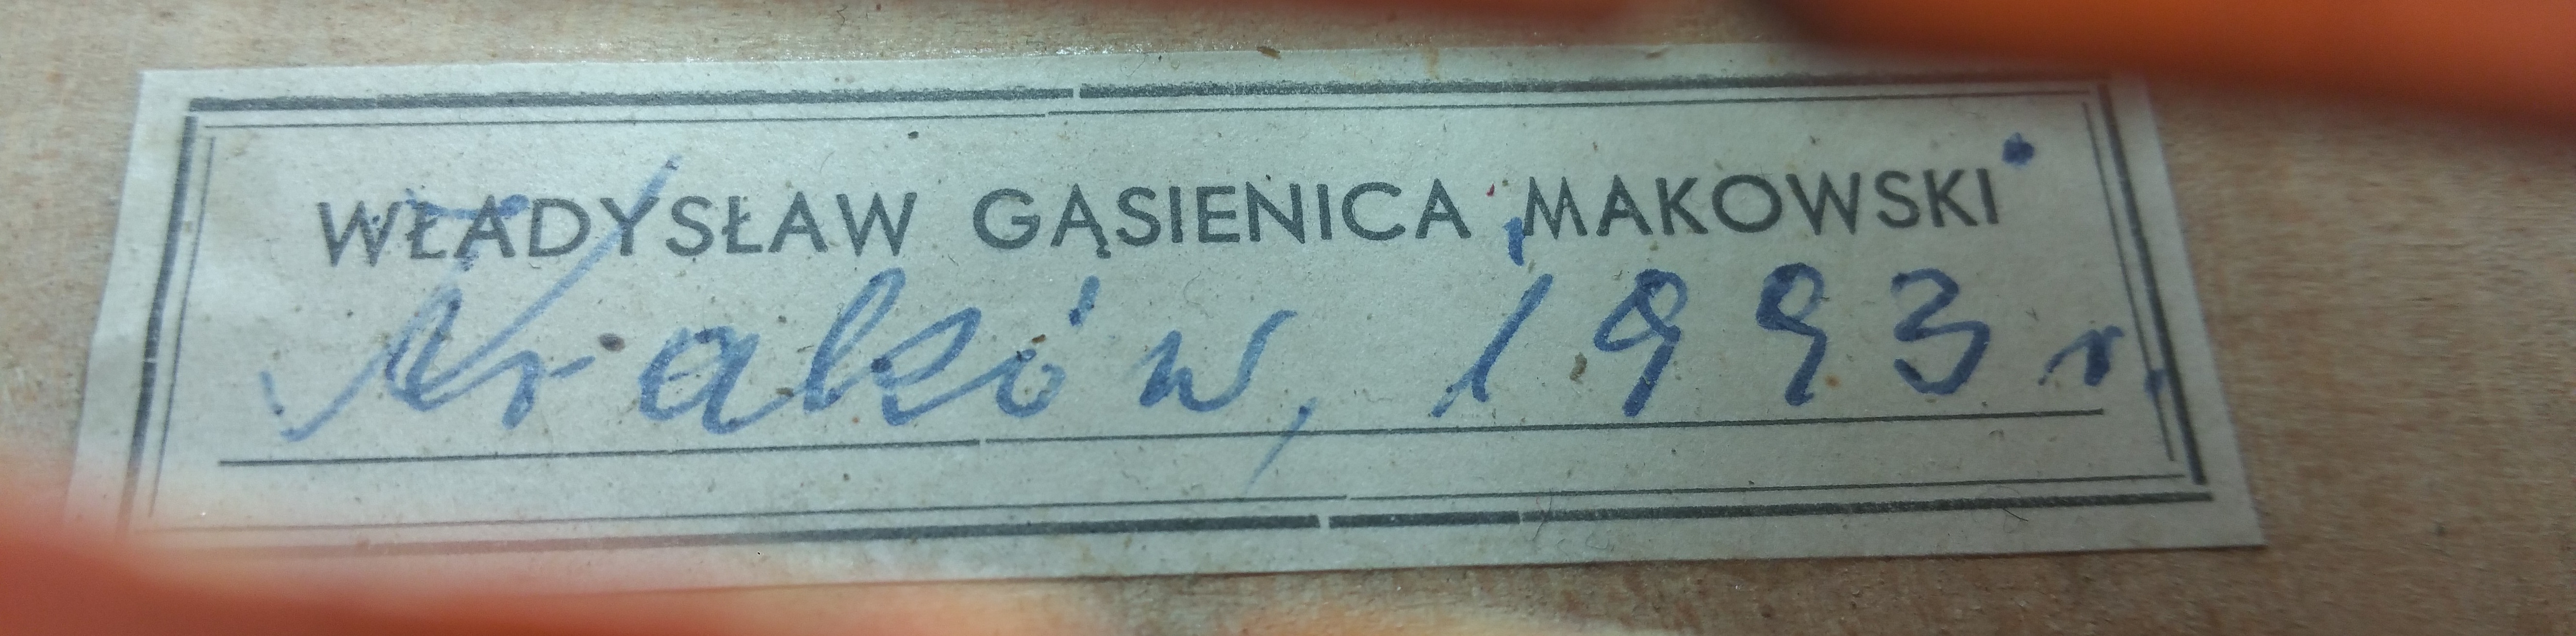 WŁADYSŁAW GĄSIENICA MAKOWSKI
Kraków, 1993 r.